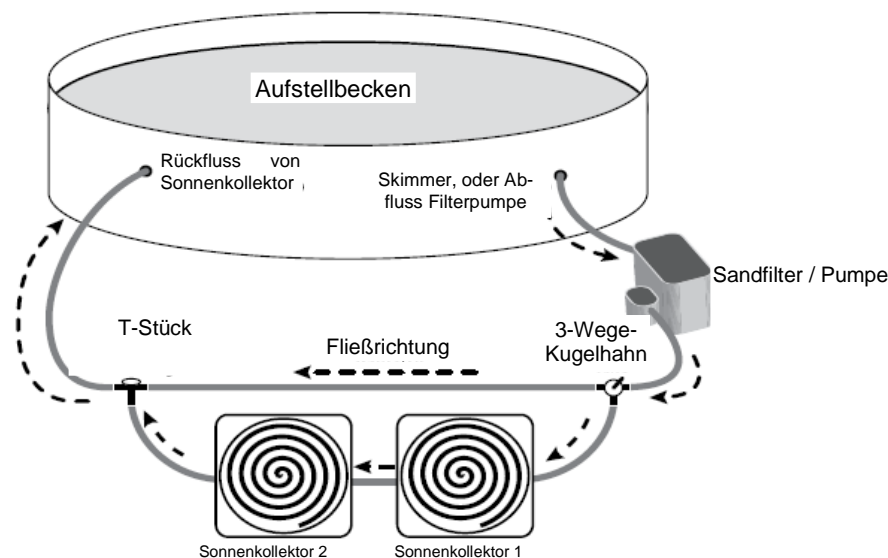 Aufstellbecken
Rückfluss von
Sonnenkollektor
Skimmer, oder Ab-
fluss Filterpumpe
Sandfilter / Pumpe
T-Stück
Fließrichtung
3-Wege-
Kugelhahn
Sonnenkollektor 2
Sonnenkollektor 1